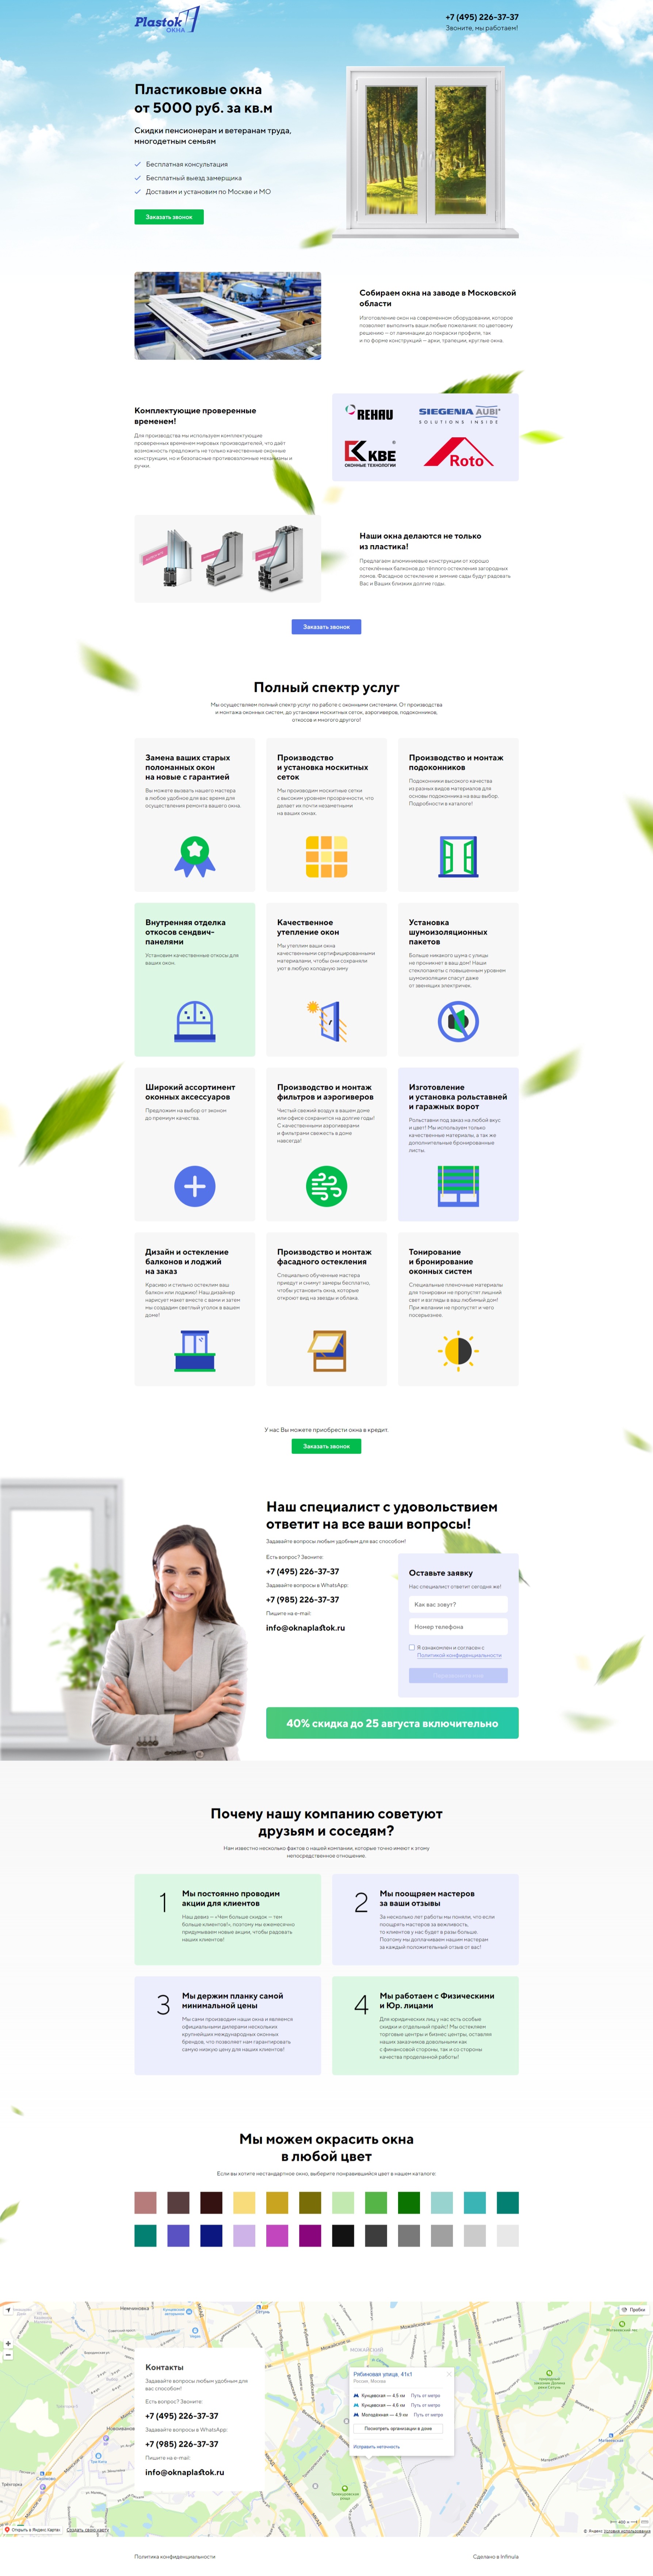 Plastok
ОКНА
+7 (495) 226-37-37
Звоните, мы работаем!
Пластиковые окна
от 5000 руб. за кв.м
Скидки пенсионерам и ветеранам труда,
многодетным семьям
Бесплатная консультация
Бесплатный выезд замерщика
Доставим и установим по Москве и МО
Заказать звонок
Собираем окна на заводе в Московской
области
Изготовление окон на современном оборудовании, которое
позволяет выполнить ваши любые пожелания: по цветовому
решению — от ламинации до покраски профиля, так
и по форме конструкций — арки, трапеции, круглые окна.
Комплектующие проверенные
временем!
Для производства мы используем комплектующие
проверенных временем мировых производителей, что даёт
возможность предложить не только качественные оконные
конструкции, но и безопасные противовзломные механизмы и
ручки.
REHAU
SIEGENIA AUBI
SOLUTIONS INSIDE
KBE
ОКОННЫЕ ТЕХНОЛОГИИ
Roto
Наши окна делаются не только
из пластика!
Предлагаем алюминиевые конструкции от хорошо
остеклённых балконов до тёплого остекления загородных
домов. Фасадное остекление и зимние сады будут радовать
Вас и Ваших близких долгие годы.
Заказать звонок
Полный спектр услуг
Мы осуществляем полный спектр услуг по работе с оконными системами. От производства
и монтажа оконных систем, до установки москитных сеток, аэрогиверов, подоконников,
откосов и многого другого!
Замена ваших старых
поломанных окон
на новые с гарантией
Вы можете вызвать нашего мастера
в любое удобное для вас время для
осуществления ремонта вашего окна.
Производство
и установка москитных
сеток
Мы производим москитные сетки
с высоким уровнем прозрачности, что
делает их почти незаметными
на ваших окнах.
Производство и монтаж
подоконников
Подоконники высокого качества
из разных видов материалов для
основы подоконника на ваш выбор.
Подробности в каталоге!
Внутренняя отделка
откосов сендвич-
панелями
Установим качественные откосы для
ваших окон.
Качественное
утепление окон
Мы утеплим ваши окна
качественными сертифицированными
материалами, чтобы они сохраняли
уют в любую холодную зиму
Установка
шумоизоляционных
пакетов
Больше никакого шума с улицы
не проникнет в ваш дом! Наши
стеклопакеты с повышенным уровнем
шумоизоляции спасут даже
от звенящих электричек.
Широкий ассортимент
оконных аксессуаров
Предложим на выбор от эконом
до премиум качества.
Производство и монтаж
фильтров и аэрогиверов
Чистый свежий воздух в вашем доме
или офисе сохранится на долгие годы!
С качественными аэрогиверами
и фильтрами свежесть в доме
навсегда!
Изготовление
и установка рольставней
и гаражных ворот
Рольставни под заказ на любой вкус
и цвет! Мы используем только
качественные материалы, а так же
дополнительные бронированные
листы.
Дизайн и остекление
балконов и лоджий
на заказ
Красиво и стильно остеклим ваш
балкон или лоджию! Наш дизайнер
нарисует макет вместе с вами и затем
мы создадим светлый уголок в вашем
доме!
Производство и монтаж
фасадного остекления
Специально обученные мастера
приедут и снимут замеры бесплатно,
чтобы установить окна, которые
откроют вид на звезды и облака.
Тонирование
и бронирование
оконных систем
Специальные пленочные материалы
для тонировки не пропустят лишний
свет и взгляды в ваш любимый дом!
При желании не пропустят и чего
посерьезнее.
У нас Вы можете приобрести окна в кредит.
Заказать звонок
Наш специалист с удовольствием
ответит на все ваши вопросы!
Задавайте вопросы любым удобным для вас способом!
Есть вопрос? Звоните:
+7 (495) 226-37-37
Задавайте вопросы в WhatsApp:
+7 (985) 226-37-37
Пишите на e-mail:
info@oknaplastok.ru
Оставьте заявку
Наш специалист ответит сегодня же!
Как вас зовут?
Номер телефона
Я ознакомлен и согласен с
Политикой конфиденциальности
40% скидка до 25 августа включительно
Почему нашу компанию советуют
друзьям и соседям?
Нам известно несколько фактов о нашей компании, которые точно имеют к этому
непосредственное отношение.
1
Мы постоянно проводим
акции для клиентов
Наш девиз — «Чем больше скидок — тем
больше клиентов!», поэтому мы ежемесячно
придумываем новые акции, чтобы радовать
наших клиентов!
2
Мы поощряем мастеров
за ваши отзывы
За несколько лет работы мы поняли, что если
поощрять мастеров за вежливость,
то клиентов у нас будет в разы больше.
Поэтому мы доплачиваем нашим мастерам
за каждый положительный отзыв от вас!
3
Мы держим планку самой
минимальной цены
Мы сами производим наши окна и являемся
официальными дилерами нескольких
крупнейших международных оконных
брендов, что позволяет нам гарантировать
самую низкую цену для наших клиентов!
4
Мы работаем с Физическими
и Юр. лицами
Для юридических лиц у нас есть особые
скидки и отдельный прайс! Мы остекляем
торговые центры и бизнес центры, оставляя
наших заказчиков довольными как
с финансовой стороны, так и со стороны
качества проделанной работы!
Мы можем окрасить окна
в любой цвет
Если вы хотите нестандартное окно, выберите понравившийся цвет в нашем каталоге:
Немчиновка
Сетунь
Пробки
МОЖАЙСКИЙ
Контакты
Задавайте вопросы любым удобным для
вас способом!
Есть вопрос? Звоните:
+7 (495) 226-37-37
Задавайте вопросы в WhatsApp:
+7 (985) 226-37-37
Пишите на e-mail:
info@oknaplastok.ru
Рябиновая улица, 41к1
Россия, Москва
Кунцевская — 4,5 км Путь от метро
Кунцевская — 4,6 км Путь от метро
Молодёжная — 4,9 км Путь от метро
Посмотреть организации в доме
Исправить неточность
Открыть в Яндекс.Картах
Создать свою карту
© Яндекс Условия использования
Политика конфиденциальности
Сделано в Infinula